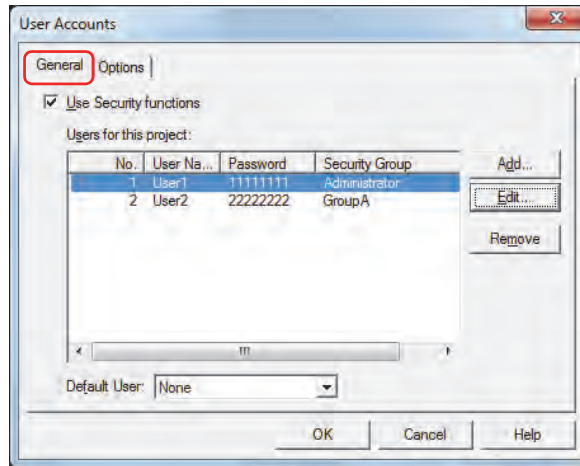 User Accounts
General Options
Use Security functions
Users for this project:
No. User Na... Password Security Group
1 User1 11111111 Administrator
2 User2 22222222 GroupA
Add...
Edit...
Remove
Default User: None
OK Cancel Help